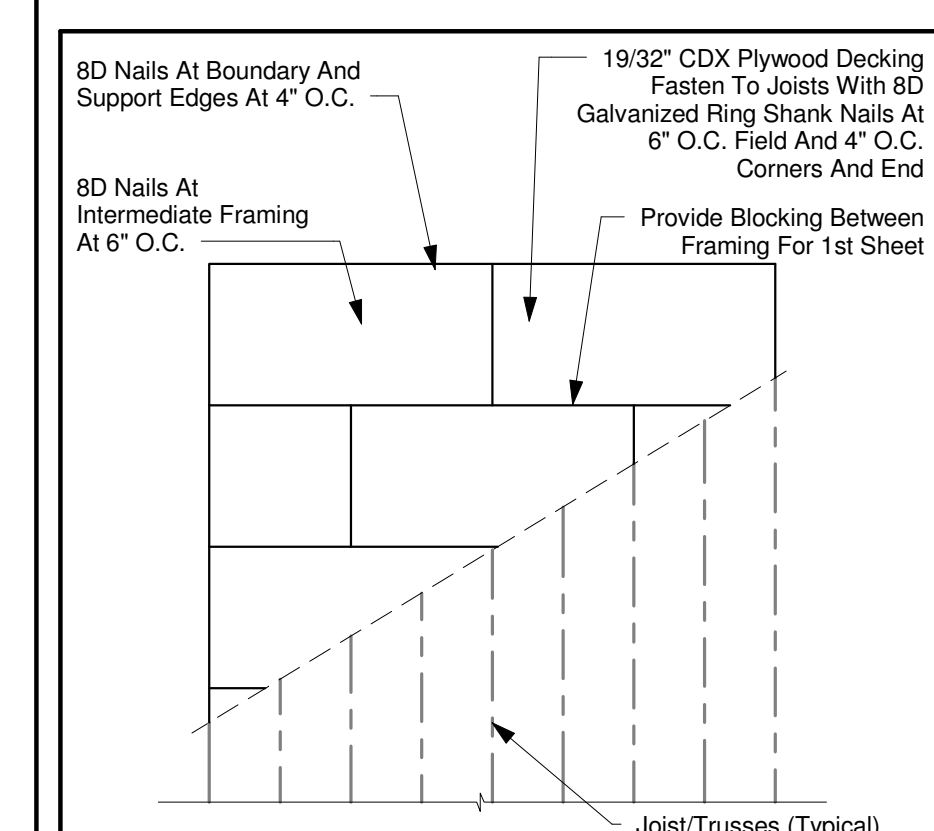 8D Nails At Boundary And
Support Edges At 4" O.C.
19/32" CDX Plywood Decking
Fasten To Joists With 8D
Galvanized Ring Shank Nails At
6" O.C. Field And 4" O.C.
Corners And End
8D Nails At
Intermediate Framing
At 6" O.C.
Provide Blocking Between
Framing For 1st Sheet
Joist/Trusses (Typical)